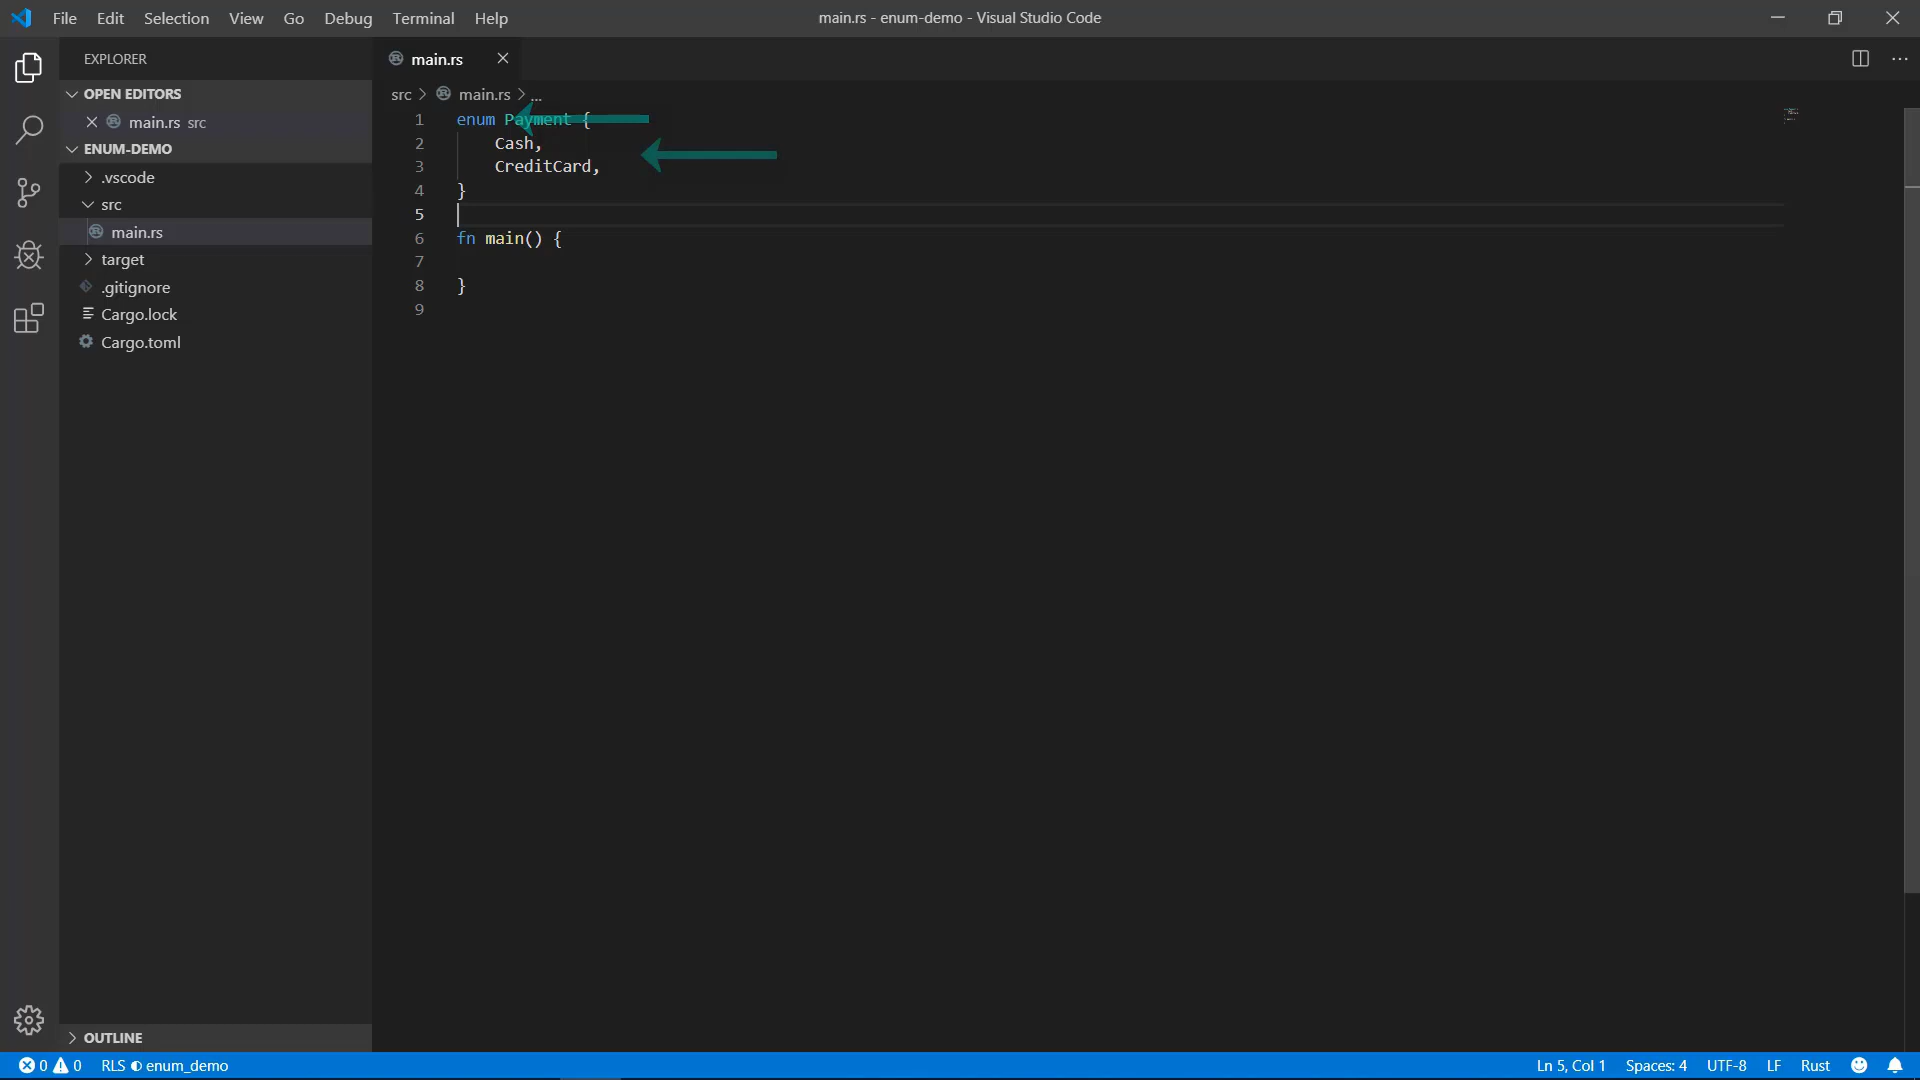 File Edit Selection View Go Debug Terminal Help
main.rs - enum-demo - Visual Studio Code
EXPLORER
OPEN EDITORS
main.rs src
ENUM-DEMO
.vscode
src
main.rs
target
.gitignore
Cargo.lock
Cargo.toml
OUTLINE
main.rs
src > main.rs > ...
1 enum Payment {
2 Cash,
3 CreditCard,
4 }
5
6 fn main() {
7
8 }
9
0 0 RLS enum_demo
Ln 5, Col 1 Spaces: 4 UTF-8 LF Rust